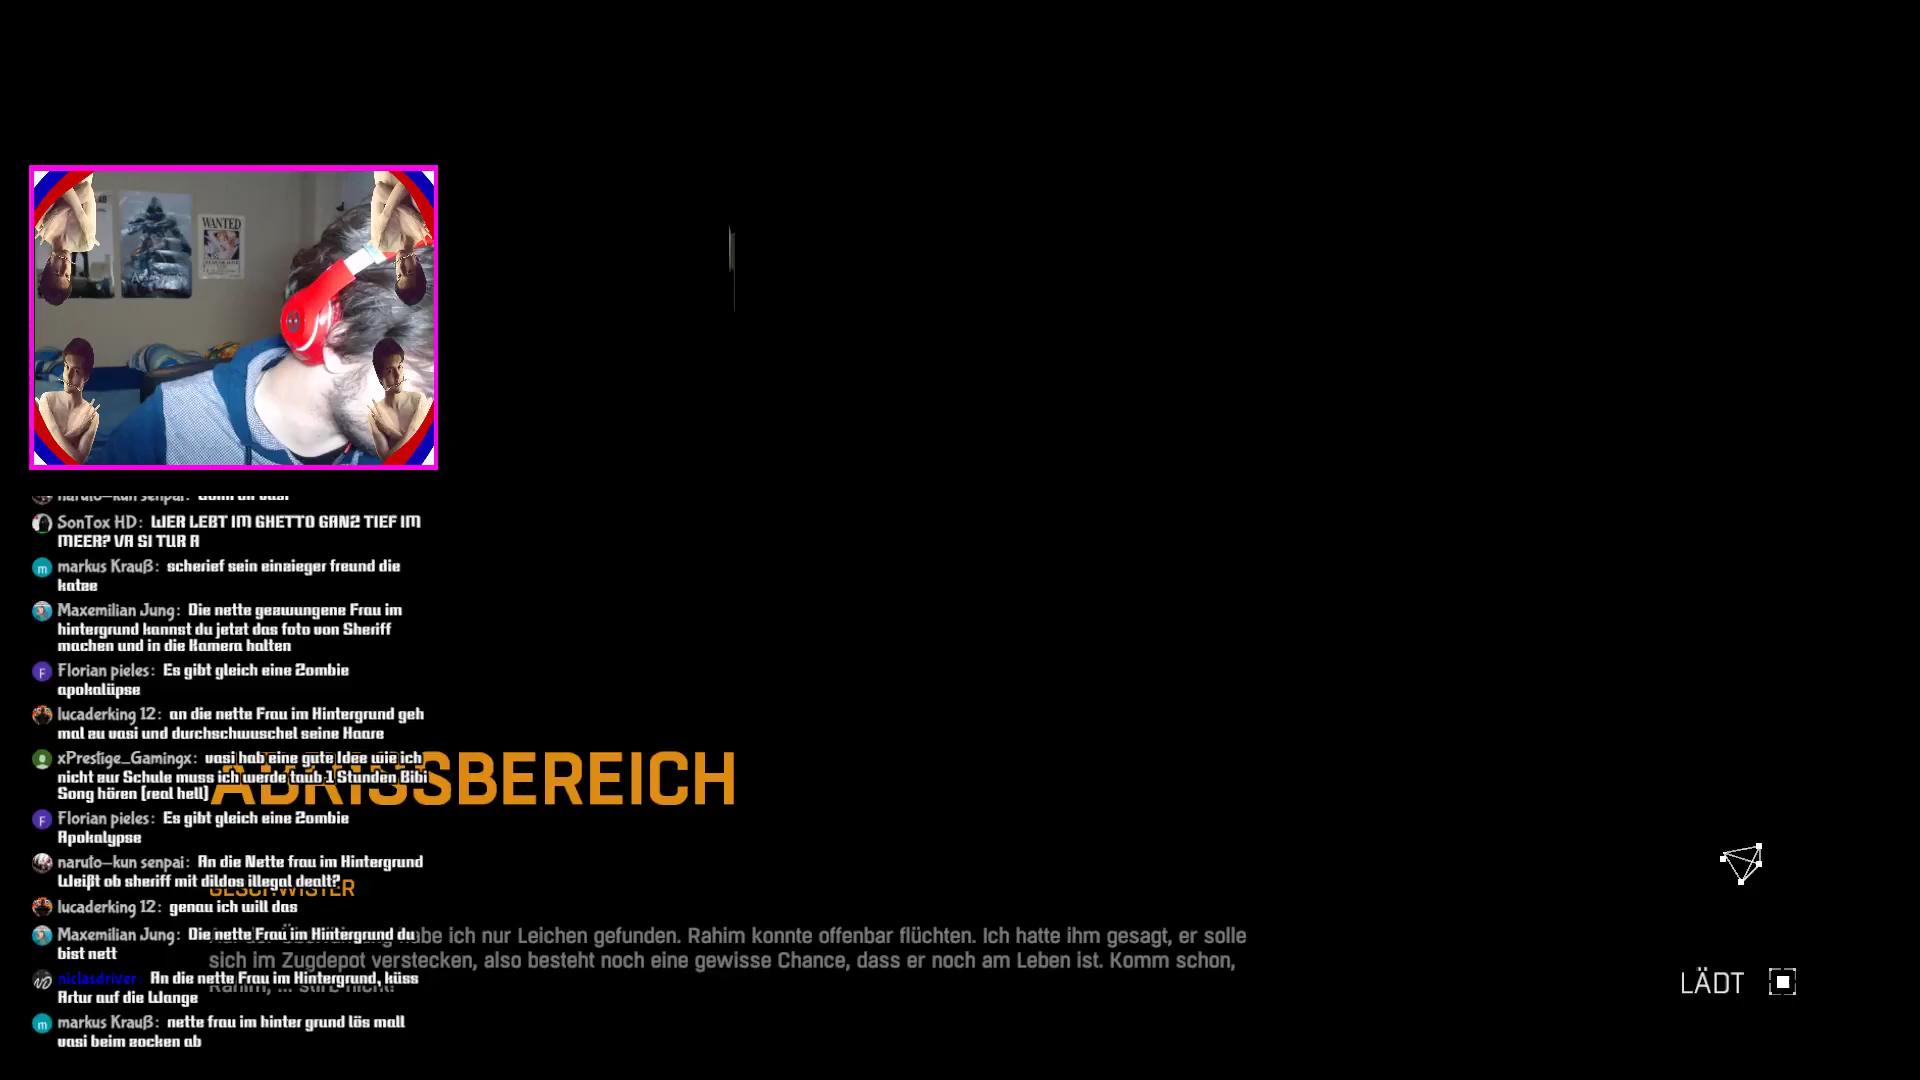 WANTED
naruto-kun senpai:
SonTox HD: WER LEBT IM GHETTO GANZ TIEF IM
MEER? VA SI TUR A
markus Krauß: scherief sein einzieger freund die
katze
Maxemilian Jung: Die nette gezwungene Frau im
hintergrund kannst du jetzt das foto von Sheriff
machen und in die Kamera halten
Florian pieles: Es gibt gleich eine Zombie
apokalüpse
lucaderking 12: an die nette Frau im Hintergrund geh
mal zu vasi und durchschwuschel seine Haare
xPrestige_Gamingx: vasi hab eine gute Idee wie ich
nicht zur Schule muss ich werde taub 1 Stunden Bibi
Song hören [real hell]
ABRISSBEREICH
Florian pieles: Es gibt gleich eine Zombie
Apokalypse
naruto-kun senpai: An die Nette frau im Hintergrund
Weißt ob sheriff mit dildos illegal dealt?
GESCHWISTER
lucaderking 12: genau ich will das
Maxemilian Jung: Die nette Frau im Hintergrund du
bist nett
habe ich nur Leichen gefunden. Rahim konnte offenbar flüchten. Ich hatte ihm gesagt, er solle
sich im Zugdepot verstecken, also besteht noch eine gewisse Chance, dass er noch am Leben ist. Komm schon,
Rahim, ... stirb nicht!
niclasdriver: An die nette Frau im Hintergrund, küss
Artur auf die Wange
markus Krauß: nette frau im hinter grund lös mall
vasi beim zocken ab
LÄDT